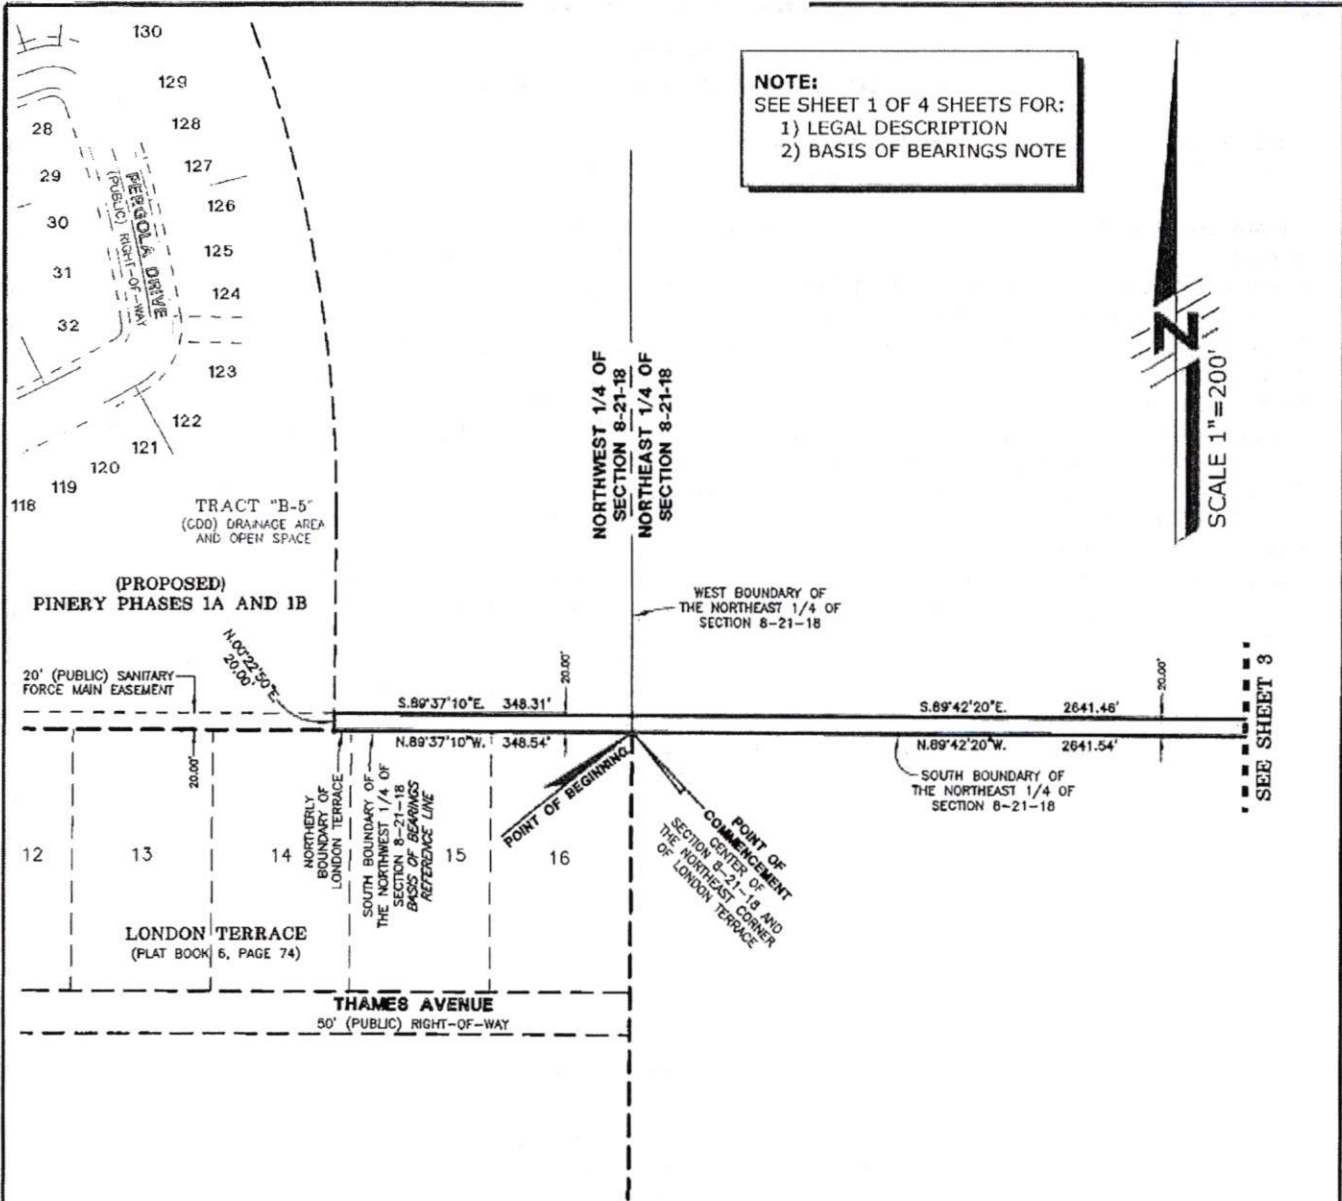 130
129
128
127
126
125
124
123
122
121
120
119
118
28
29
30
31
32
PERGOLA DRIVE
(PUBLIC) RIGHT-OF-WAY
NOTE:
SEE SHEET 1 OF 4 SHEETS FOR:
1) LEGAL DESCRIPTION
2) BASIS OF BEARINGS NOTE
N
SCALE 1"=200'
NORTHWEST 1/4 OF
SECTION 8-21-18
NORTHEAST 1/4 OF
SECTION 8-21-18
TRACT "B-5"
(CDD) DRAINAGE AREA
AND OPEN SPACE
(PROPOSED)
PINERY PHASES 1A AND 1B
WEST BOUNDARY OF
THE NORTHEAST 1/4 OF
SECTION 8-21-18
N.00°22'50"E.
20.00'
20' (PUBLIC) SANITARY
FORCE MAIN EASEMENT
20.00'
S.89°37'10"E. 348.31'
20.00'
N.89°37'10"W. 348.54'
S.89°42'20"E. 2641.46'
20.00'
N.89°42'20"W. 2641.54'
SEE SHEET 3
SOUTH BOUNDARY OF
THE NORTHEAST 1/4 OF
SECTION 8-21-18
POINT OF BEGINNING
POINT OF
COMMENCEMENT
CENTER OF
SECTION 8-21-18 AND
THE NORTHEAST CORNER
OF LONDON TERRACE
NORTHERLY
BOUNDARY OF
LONDON TERRACE
SOUTH BOUNDARY OF
THE NORTHWEST 1/4 OF
SECTION 8-21-18
BASIS OF BEARINGS
REFERENCE LINE
12
13
14
15
16
LONDON TERRACE
(PLAT BOOK 6, PAGE 74)
THAMES AVENUE
50' (PUBLIC) RIGHT-OF-WAY